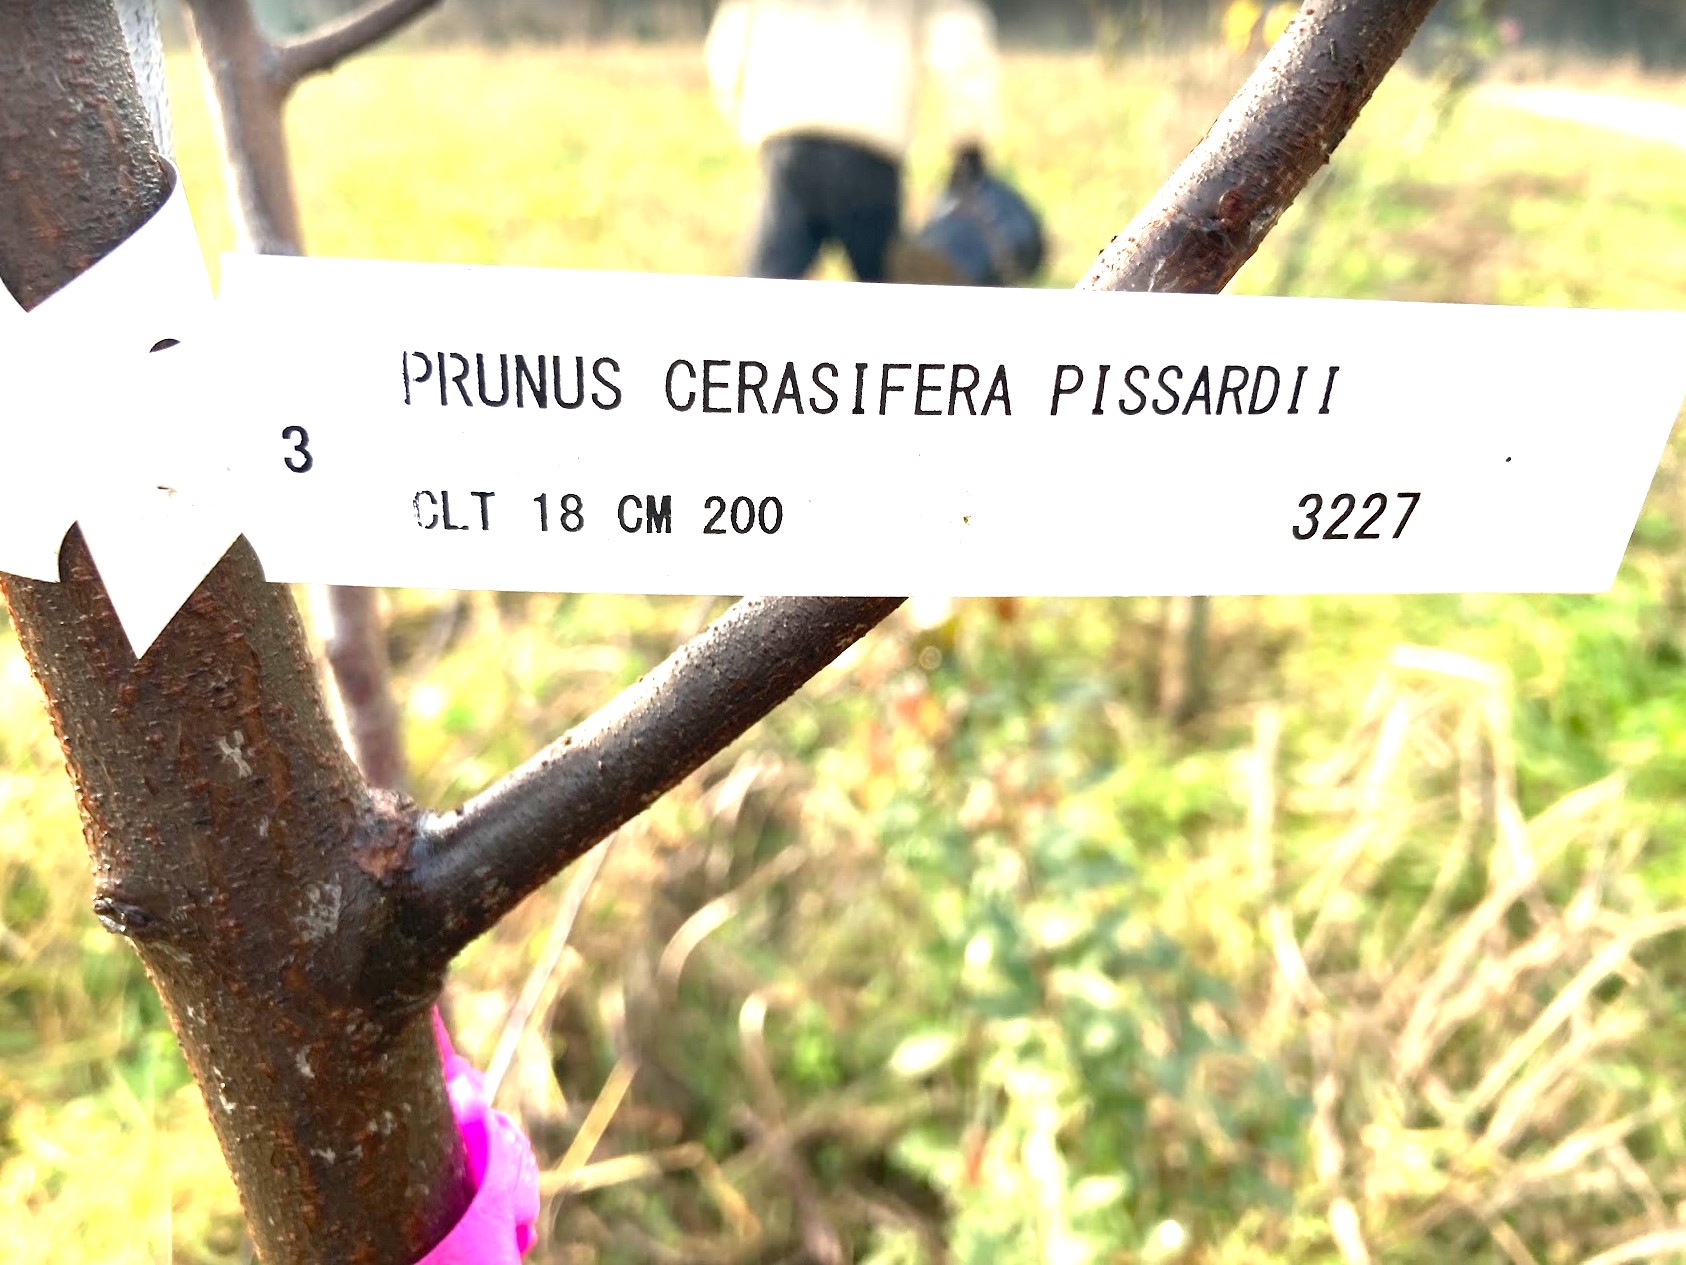 PRUNUS CERASIFERA PISSARDII
3
CLT 18 CM 200 3227